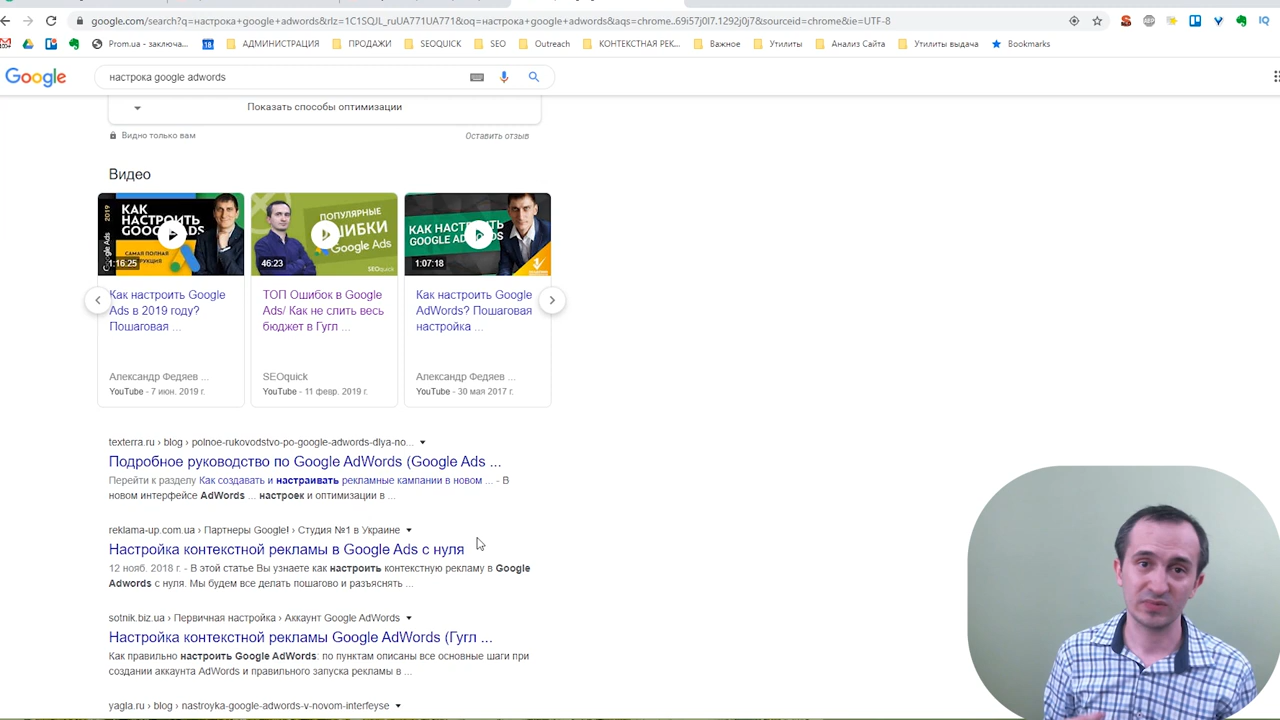 google.com/search?q=настрока+google+adwords&rlz=1C1SQJL_ruUA771UA771&oq=настрока+google+adwords&aqs=chrome..69i57j0l7.1292j0j7&sourceid=chrome&ie=UTF-8
Prom.ua - заключа...
18
АДМИНИСТРАЦИЯ
ПРОДАЖИ
SEOQUICK
SEO
Outreach
КОНТЕКСТНАЯ РЕК...
Важное
Утилиты
Анализ Сайта
Утилиты выдача
Bookmarks
Google
настрока google adwords
Показать способы оптимизации
Видно только вам
Оставить отзыв
Видео
2019
КАК
НАСТРОИТЬ
GOOGLE ADS
САМАЯ ПОЛНАЯ
1:16:25
ПОПУЛЯРНЫЕ
ОШИБКИ
Google Ads
46:23
SEOquick
КАК НАСТРОИТЬ
GOOGLE ADWORDS
1:07:18
Как настроить Google
Ads в 2019 году?
Пошаговая ...
Александр Федяев ...
YouTube - 7 июн. 2019 г.
ТОП Ошибок в Google
Ads/ Как не слить весь
бюджет в Гугл ...
SEOquick
YouTube - 11 февр. 2019 г.
Как настроить Google
AdWords? Пошаговая
настройка ...
Александр Федяев ...
YouTube - 30 мая 2017 г.
texterra.ru › blog › polnoe-rukovodstvo-po-google-adwords-dlya-no...
Подробное руководство по Google AdWords (Google Ads ...
Перейти к разделу Как создавать и настраивать рекламные кампании в новом ... - В
новом интерфейсе AdWords ... настроек и оптимизации в ...
reklama-up.com.ua › Партнеры Google! › Студия №1 в Украине
Настройка контекстной рекламы в Google Ads с нуля
12 нояб. 2018 г. - В этой статье Вы узнаете как настроить контекстную рекламу в Google
Adwords с нуля. Мы будем все делать пошагово и разъяснять ...
sotnik.biz.ua › Первичная настройка › Аккаунт Google AdWords
Настройка контекстной рекламы Google AdWords (Гугл ...
Как правильно настроить Google AdWords: по пунктам описаны все основные шаги при
создании аккаунта AdWords и правильного запуска рекламы в ...
yagla.ru › blog › nastroyka-google-adwords-v-novom-interfeyse